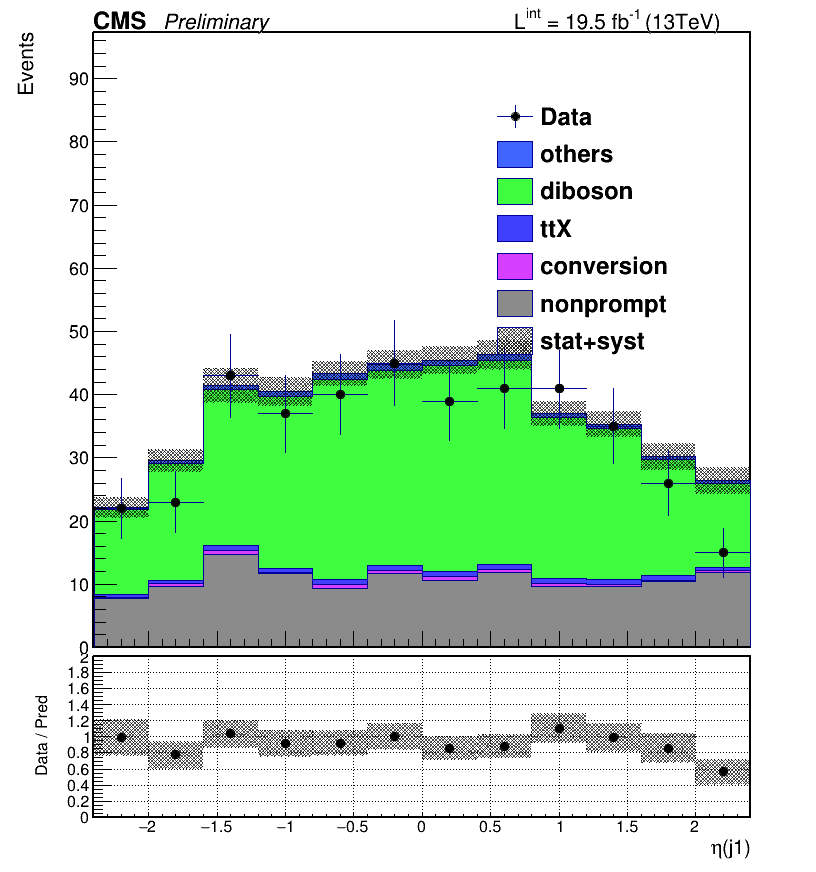 CMS Preliminary L^int = 19.5 fb^-1 (13TeV)
Events
90
80
70
60
50
40
30
20
10
0
Data
others
diboson
ttX
conversion
nonprompt
stat+syst
Data / Pred
2
1.8
1.6
1.4
1.2
1
0.8
0.6
0.4
0.2
0
−2 −1.5 −1 −0.5 0 0.5 1 1.5 2
η(j1)